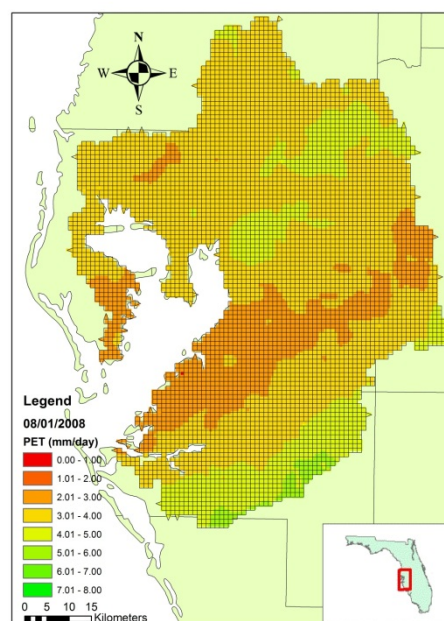 N
W E
S
Legend
08/01/2008
PET (mm/day)
0.00 - 1.00
1.01 - 2.00
2.01 - 3.00
3.01 - 4.00
4.01 - 5.00
5.01 - 6.00
6.01 - 7.00
7.01 - 8.00
0 5 10 15
Kilometers